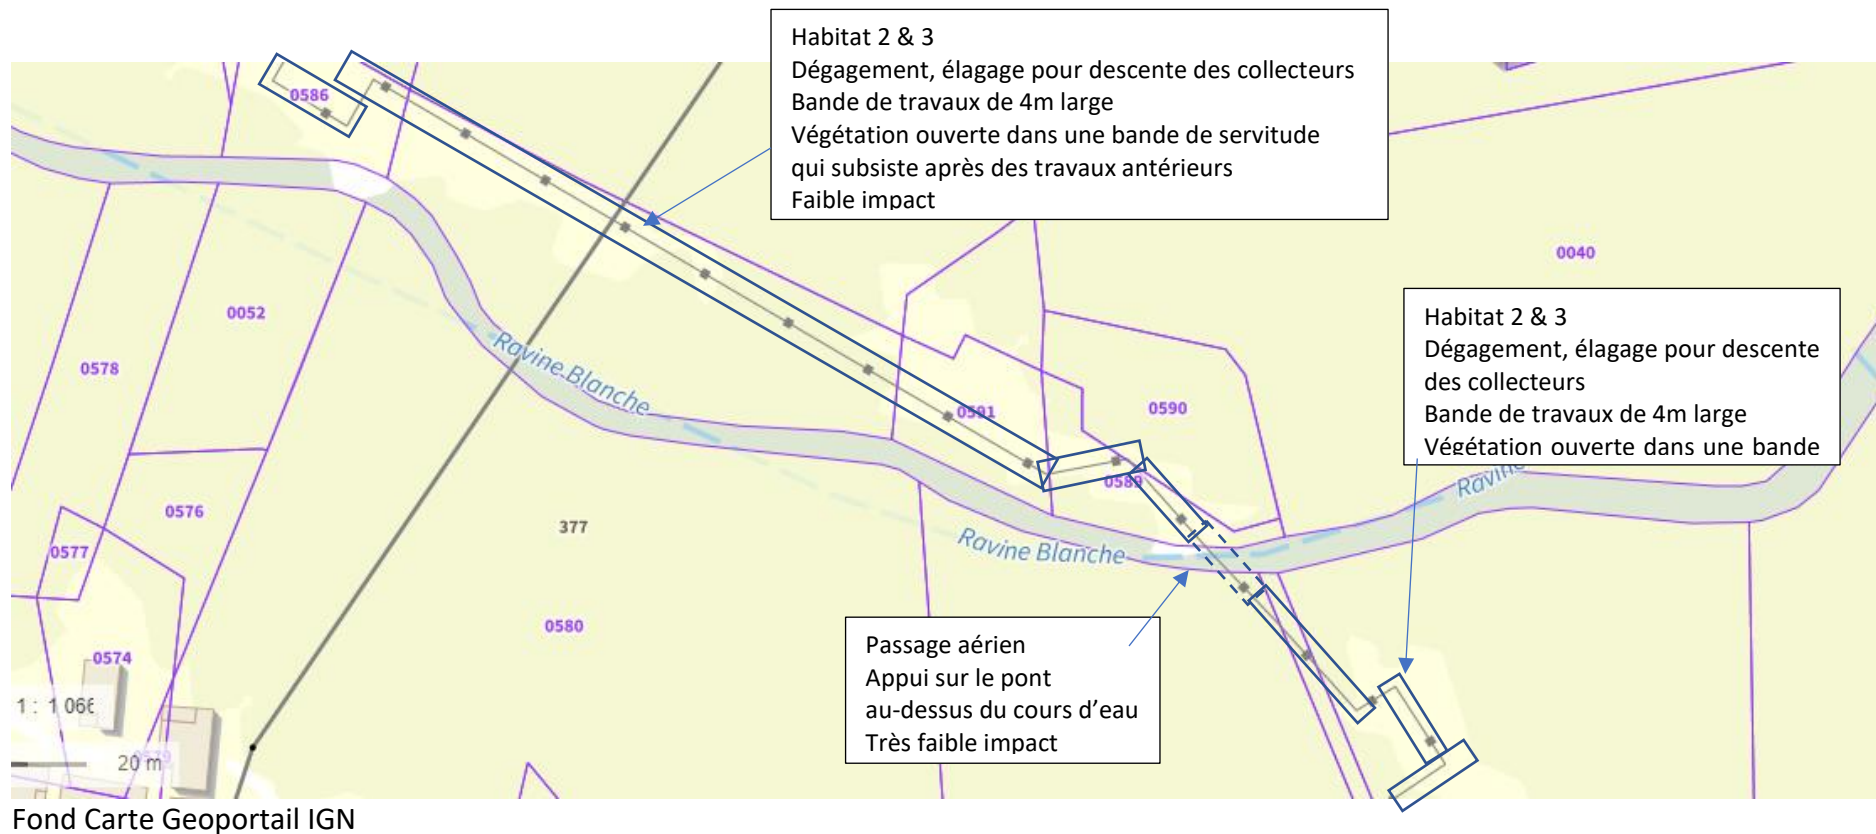 Habitat 2 & 3
Dégagement, élagage pour descente des collecteurs
Bande de travaux de 4m large
Végétation ouverte dans une bande de servitude
qui subsiste après des travaux antérieurs
Faible impact
0586
0040
0052
Habitat 2 & 3
Dégagement, élagage pour descente
des collecteurs
Bande de travaux de 4m large
Végétation ouverte dans une bande
0578
Ravine Blanche
0591
0590
0589
Ravine
0576
377
0577
Ravine Blanche
0580
Passage aérien
Appui sur le pont
au-dessus du cours d’eau
Très faible impact
0574
1 : 1 066
20 m
Fond Carte Geoportail IGN